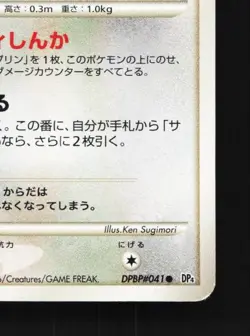 高さ：0.3m 重さ：1.0kg
ィしんか
プリン」を1枚、このポケモンの上にのせ、
ダメージカウンターをすべてとる。
る
く。この番に、自分が手札から「サ
なら、さらに2枚引く。
からだは
なくなってしまう。
Illus.Ken Sugimori
抗力 にげる
/Creatures/GAME FREAK. DPBP#041● DP4